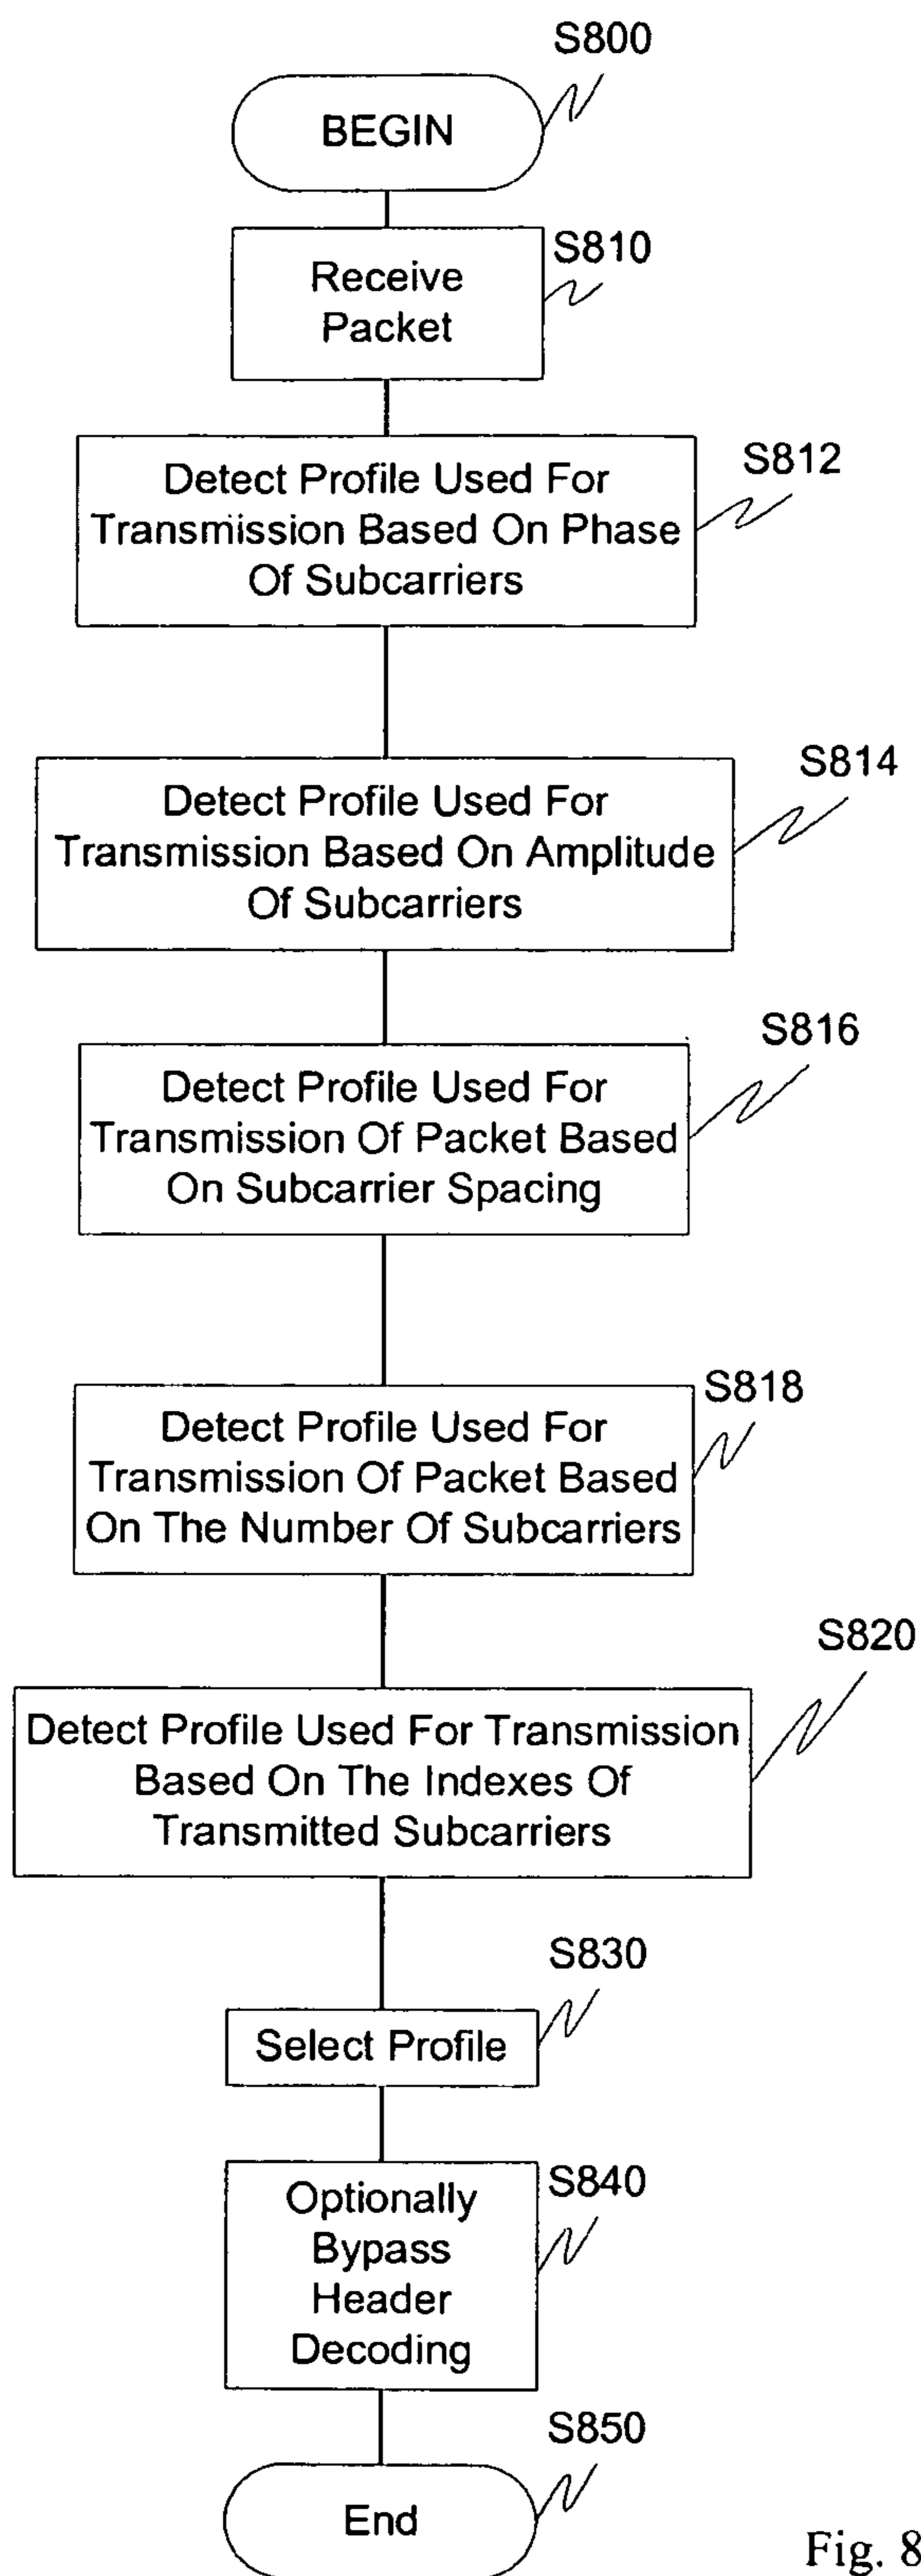 S800
BEGIN
S810
Receive
Packet
S812
Detect Profile Used For
Transmission Based On Phase
Of Subcarriers
S814
Detect Profile Used For
Transmission Based On Amplitude
Of Subcarriers
S816
Detect Profile Used For
Transmission Of Packet Based
On Subcarrier Spacing
S818
Detect Profile Used For
Transmission Of Packet Based
On The Number Of Subcarriers
S820
Detect Profile Used For Transmission
Based On The Indexes Of
Transmitted Subcarriers
S830
Select Profile
S840
Optionally
Bypass
Header
Decoding
S850
End
Fig. 8